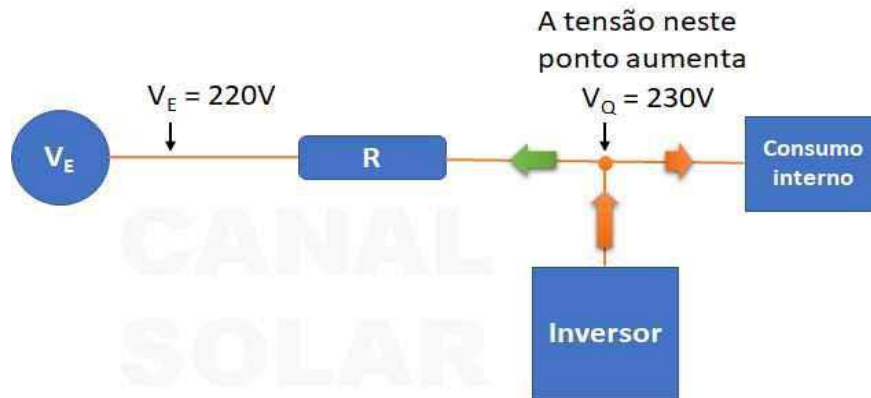 A tensão neste
ponto aumenta
V_E = 220V
V_Q = 230V
V_E
R
Consumo
interno
Inversor
CANAL
SOLAR